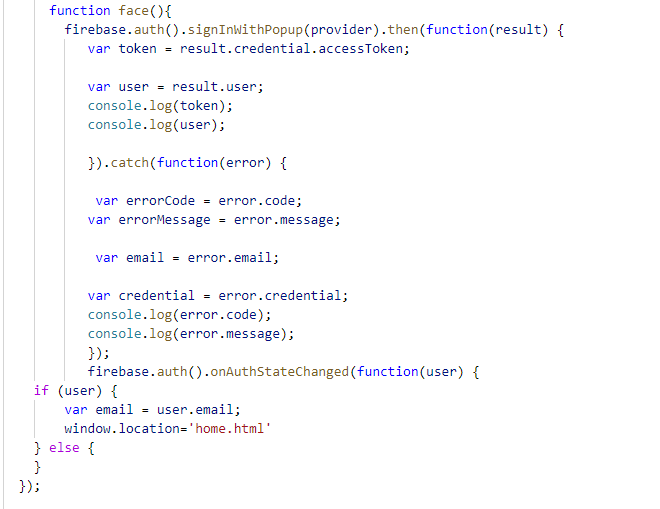 function face(){
firebase.auth().signInWithPopup(provider).then(function(result) {
var token = result.credential.accessToken;
var user = result.user;
console.log(token);
console.log(user);
}).catch(function(error) {
var errorCode = error.code;
var errorMessage = error.message;
var email = error.email;
var credential = error.credential;
console.log(error.code);
console.log(error.message);
});
firebase.auth().onAuthStateChanged(function(user) {
if (user) {
var email = user.email;
window.location='home.html'
} else {
}
});